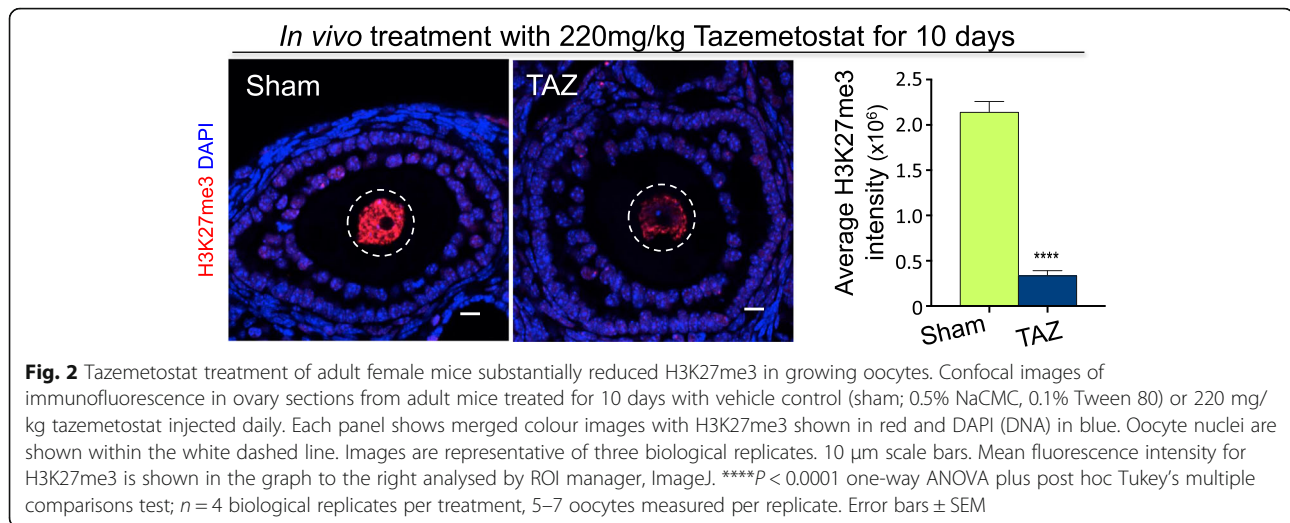 In vivo treatment with 220mg/kg Tazemetostat for 10 days
H3K27me3 DAPI
Sham
TAZ
Average H3K27me3
intensity (x10⁶)
2.5
2.0
1.5
1.0
0.5
0
****
Sham
TAZ
Fig. 2 Tazemetostat treatment of adult female mice substantially reduced H3K27me3 in growing oocytes. Confocal images of
immunofluorescence in ovary sections from adult mice treated for 10 days with vehicle control (sham; 0.5% NaCMC, 0.1% Tween 80) or 220 mg/
kg tazemetostat injected daily. Each panel shows merged colour images with H3K27me3 shown in red and DAPI (DNA) in blue. Oocyte nuclei are
shown within the white dashed line. Images are representative of three biological replicates. 10 μm scale bars. Mean fluorescence intensity for
H3K27me3 is shown in the graph to the right analysed by ROI manager, ImageJ. ****P < 0.0001 one-way ANOVA plus post hoc Tukey's multiple
comparisons test; n = 4 biological replicates per treatment, 5–7 oocytes measured per replicate. Error bars ± SEM